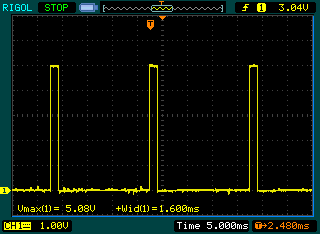 RIGOL STOP T 1 3.04V
T
1
Vmax(1)=5.08V +Wid(1)=1.600ms
CH1 1.00V Time 5.000ms T→2.480ms